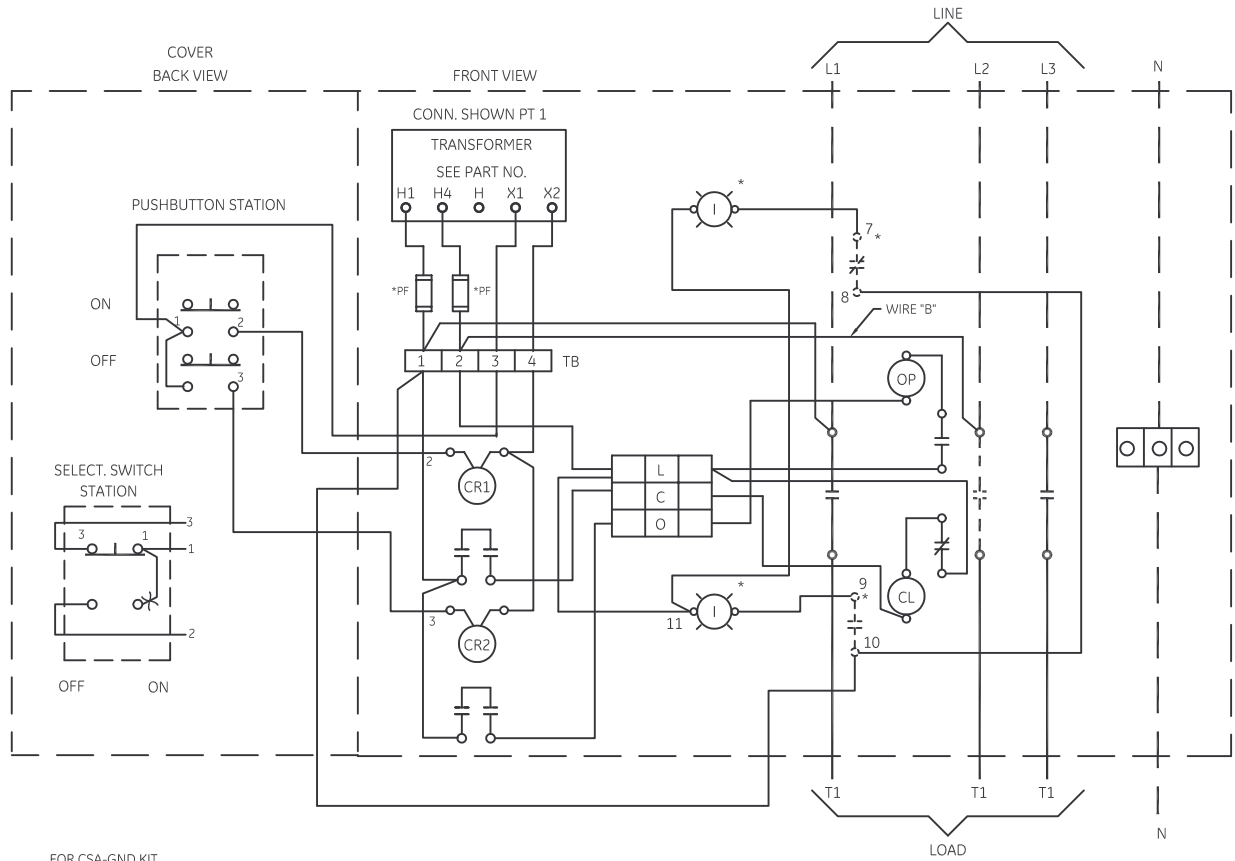 LINE
COVER
BACK VIEW
FRONT VIEW
L1
L2
L3
N
CONN. SHOWN PT 1
TRANSFORMER
SEE PART NO.
H1 H4 H X1 X2
*
I
PUSHBUTTON STATION
7
*
*PF
*PF
8
ON
1
2
WIRE "B"
OFF
1 2 3 4 TB
3
OP
SELECT. SWITCH
STATION
2
CR1
L
C
O
3
3
1
1
9
*
*
CL
I
11
3
CR2
10
2
OFF ON
T1
T1
T1
N
LOAD
FOR CSA-GND KIT